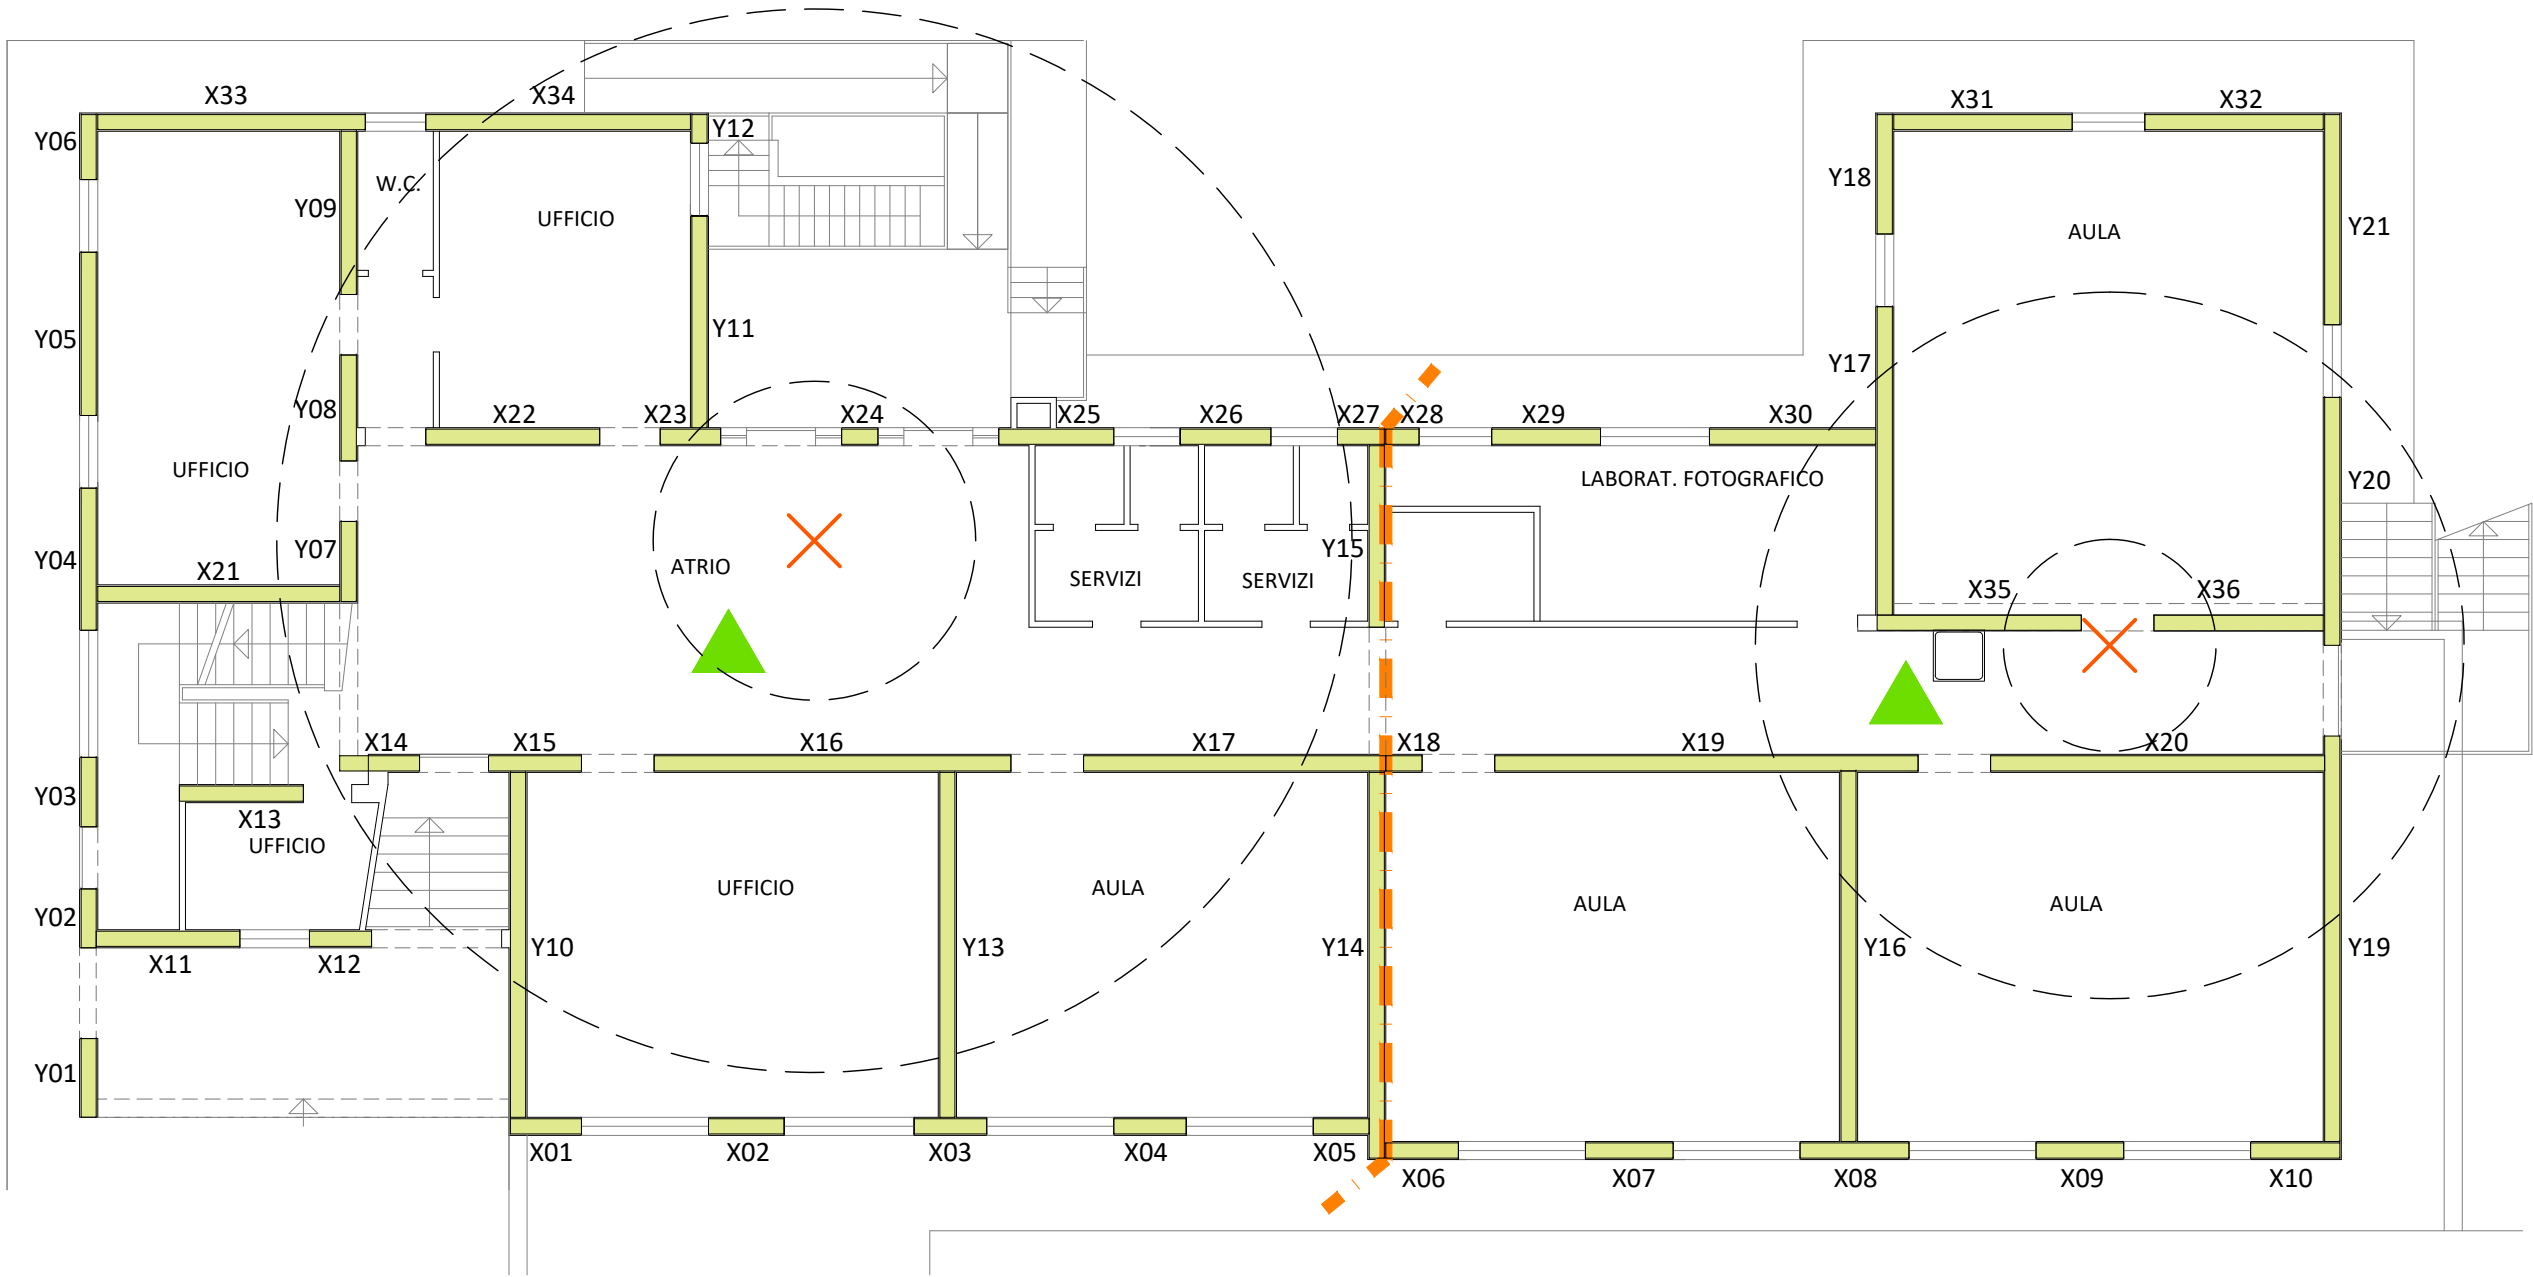 X33
X34
X31
X32
Y06
Y12
Y18
W.C.
Y09
UFFICIO
Y21
AULA
Y05
Y11
Y17
Y08
X22
X23
X24
X25
X26
X27
X28
X29
X30
UFFICIO
LABORAT. FOTOGRAFICO
Y20
Y04
Y07
X21
ATRIO
SERVIZI
SERVIZI
Y15
X35
X36
X14
X15
X16
X17
X18
X19
X20
Y03
X13
UFFICIO
UFFICIO
AULA
AULA
AULA
Y02
X11
X12
Y10
Y13
Y14
Y16
Y19
Y01
X01
X02
X03
X04
X05
X06
X07
X08
X09
X10